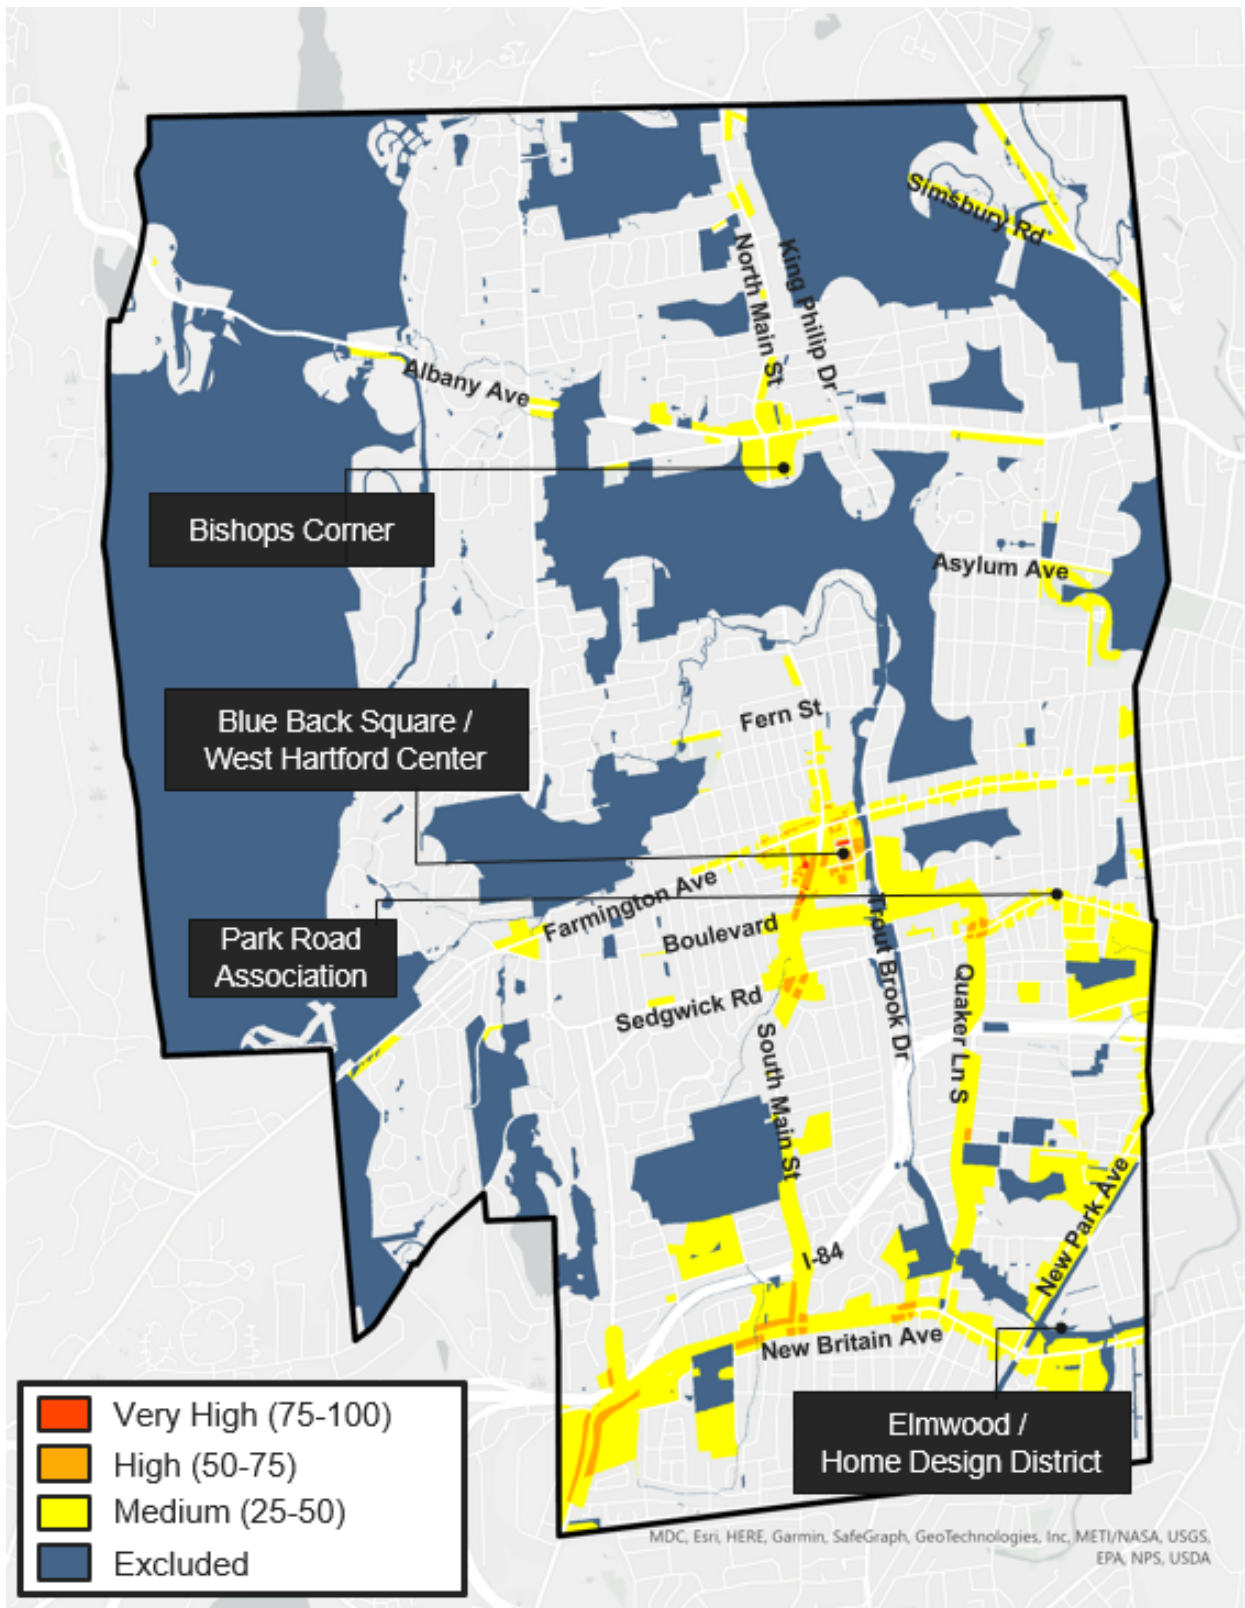 Simsbury Rd
North Main St
King Philip Dr
Albany Ave
Bishops Corner
Asylum Ave
Blue Back Square /
West Hartford Center
Fern St
Farmington Ave
Boulevard
Trout Brook Dr
Park Road
Association
Sedgwick Rd
Quaker Ln S
South Main St
New Park Ave
I-84
New Britain Ave
Elmwood /
Home Design District
Very High (75-100)
High (50-75)
Medium (25-50)
Excluded
MDC, Esri, HERE, Garmin, SafeGraph, GeoTechnologies, Inc, METI/NASA, USGS,
EPA, NPS, USDA